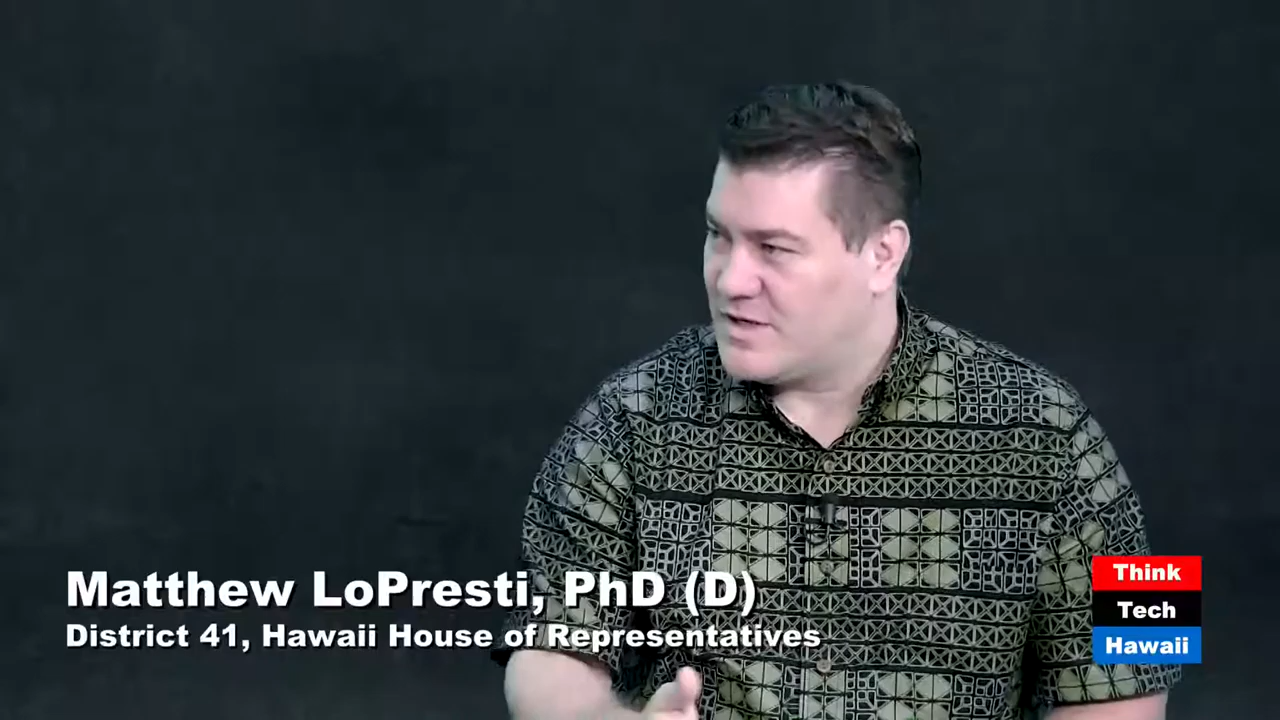 Matthew LoPresti, PhD (D)
District 41, Hawaii House of Representatives
Think
Tech
Hawaii